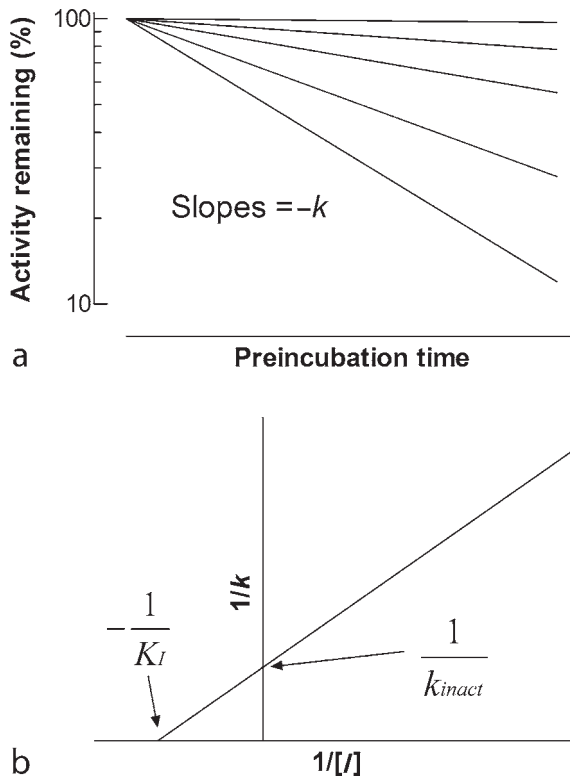 Activity remaining (%)
100
10
Slopes = –k
Preincubation time
a
1/k
– 1/K_I
1/k_inact
1/[I]
b